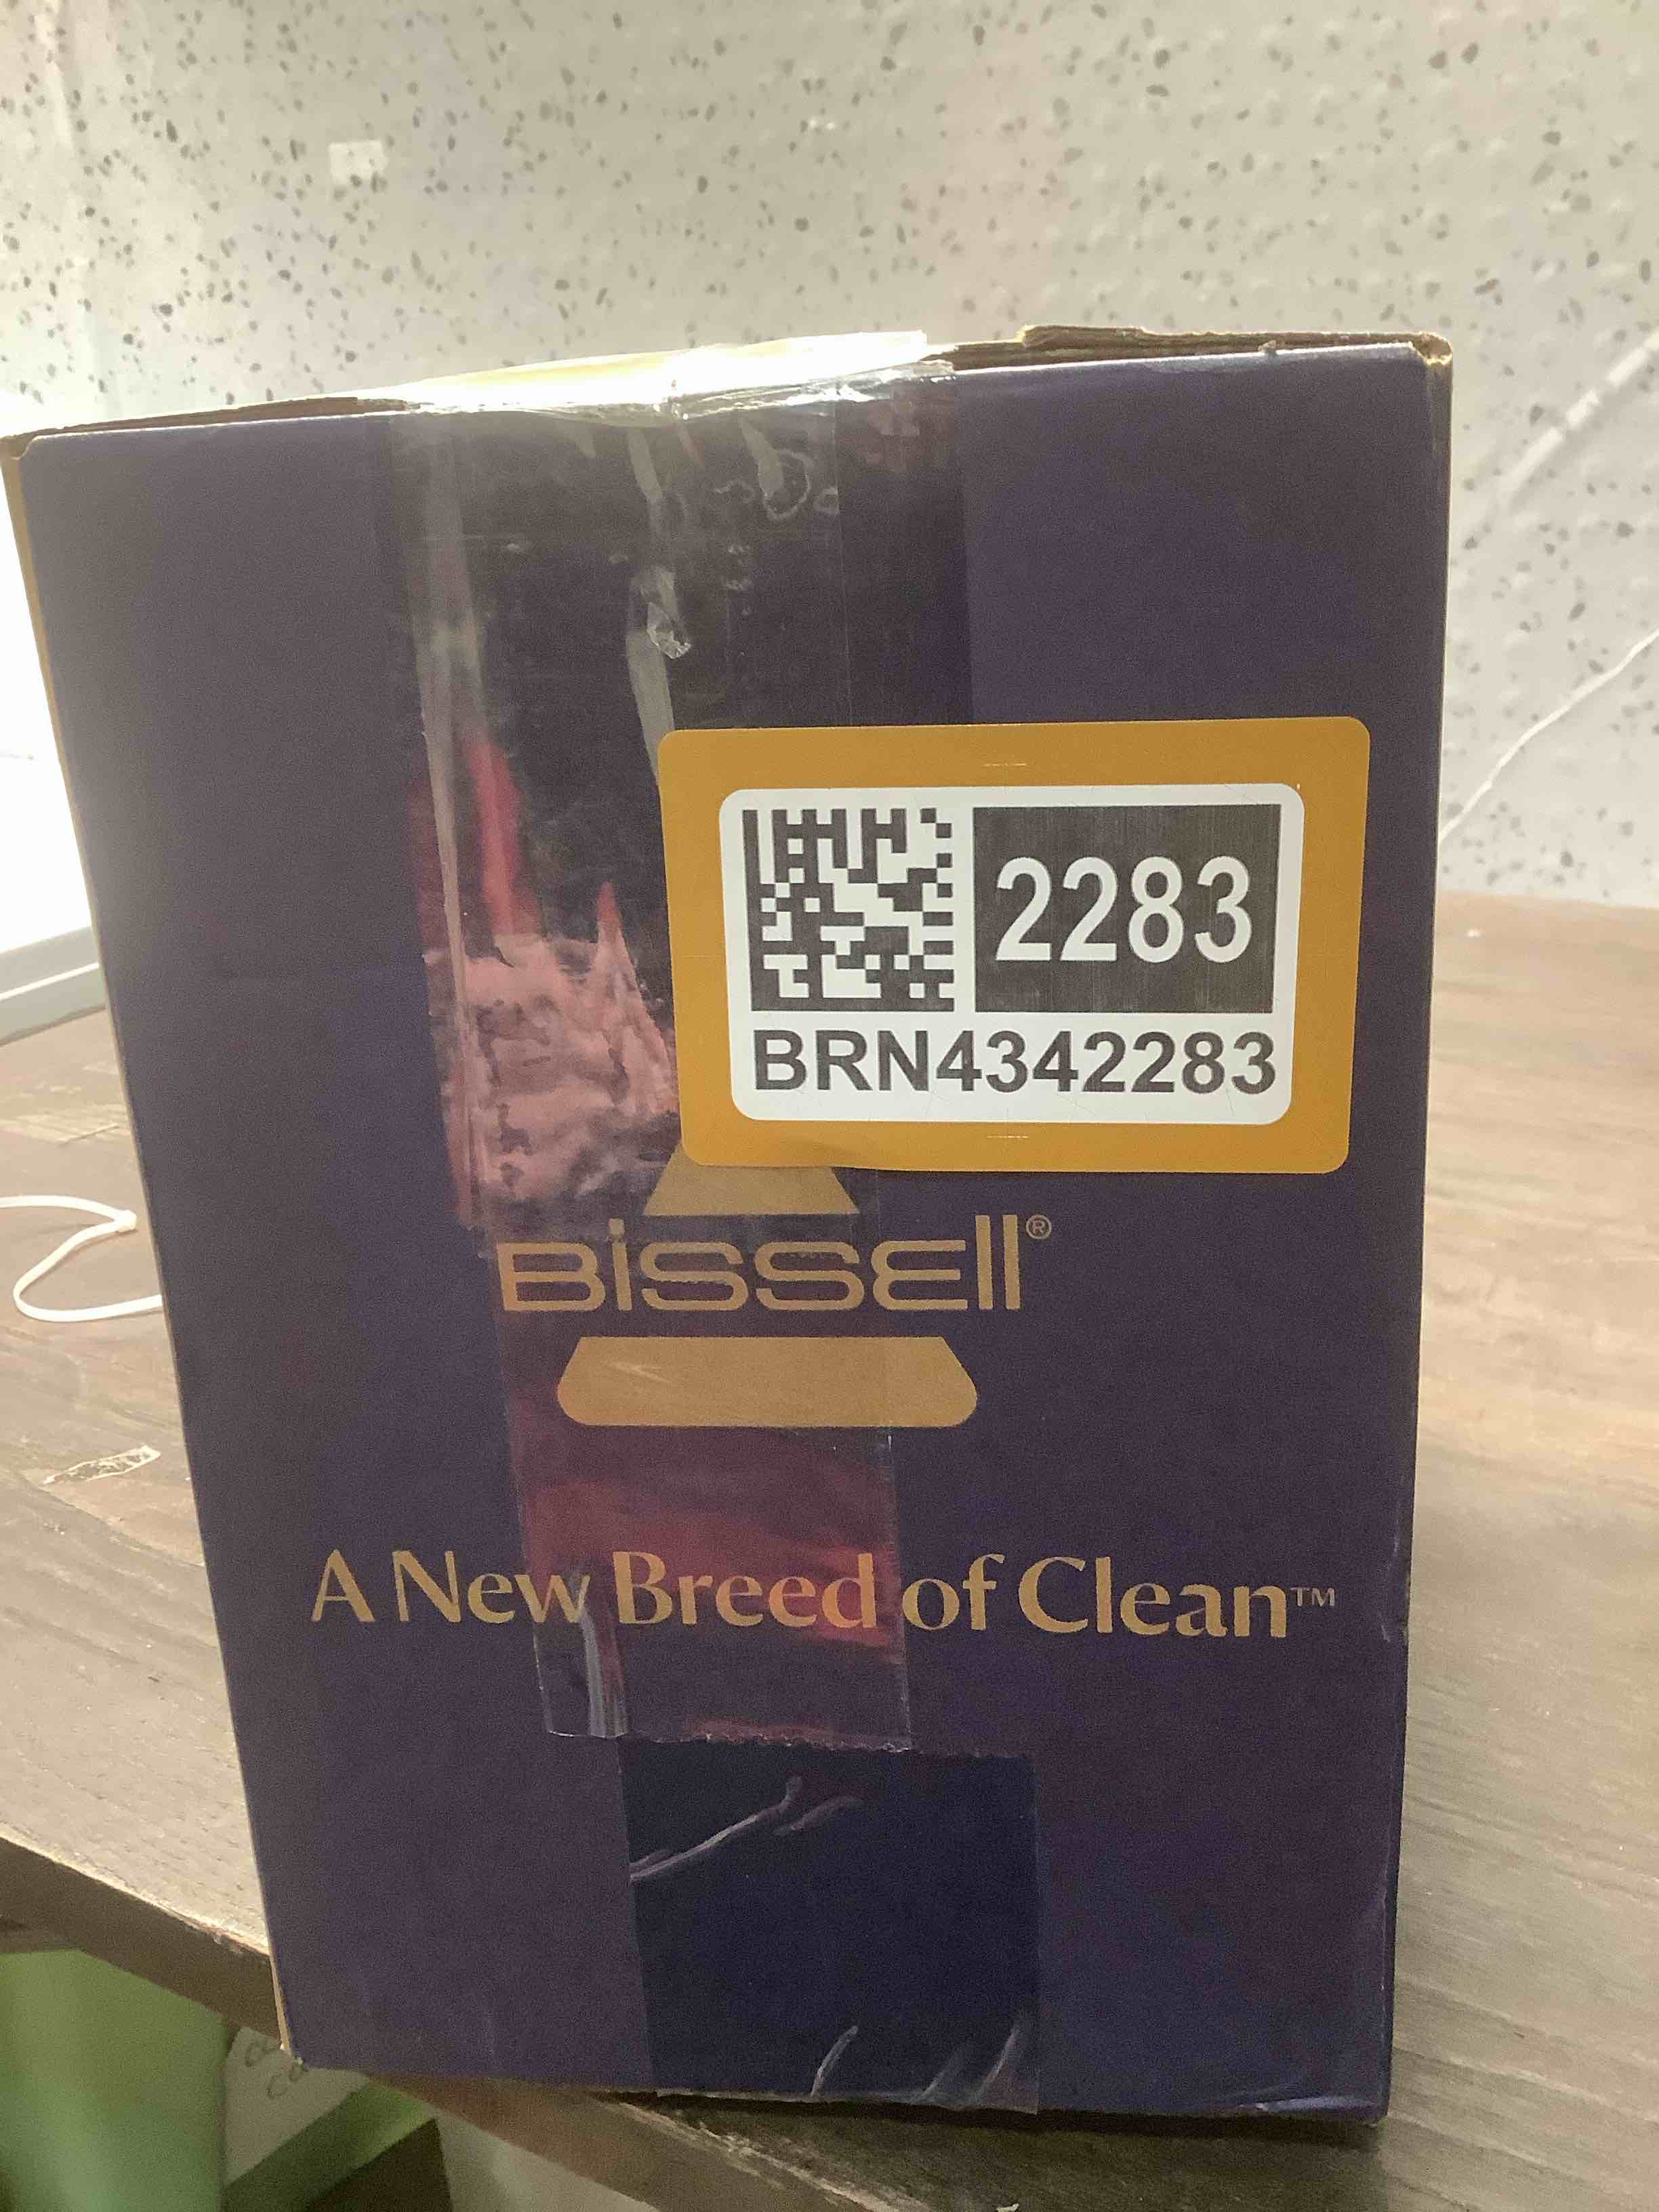 2283
BRN4342283
BISSELL®
A New Breed of Clean™